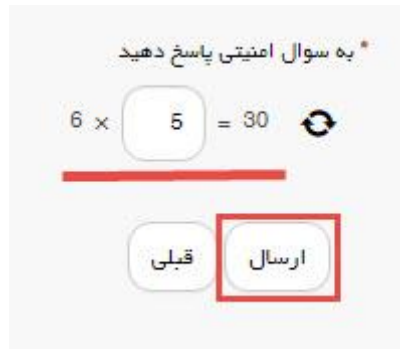 * به سوال امنیتی پاسخ دهید
6 × 5 = 30
ارسال قبلی